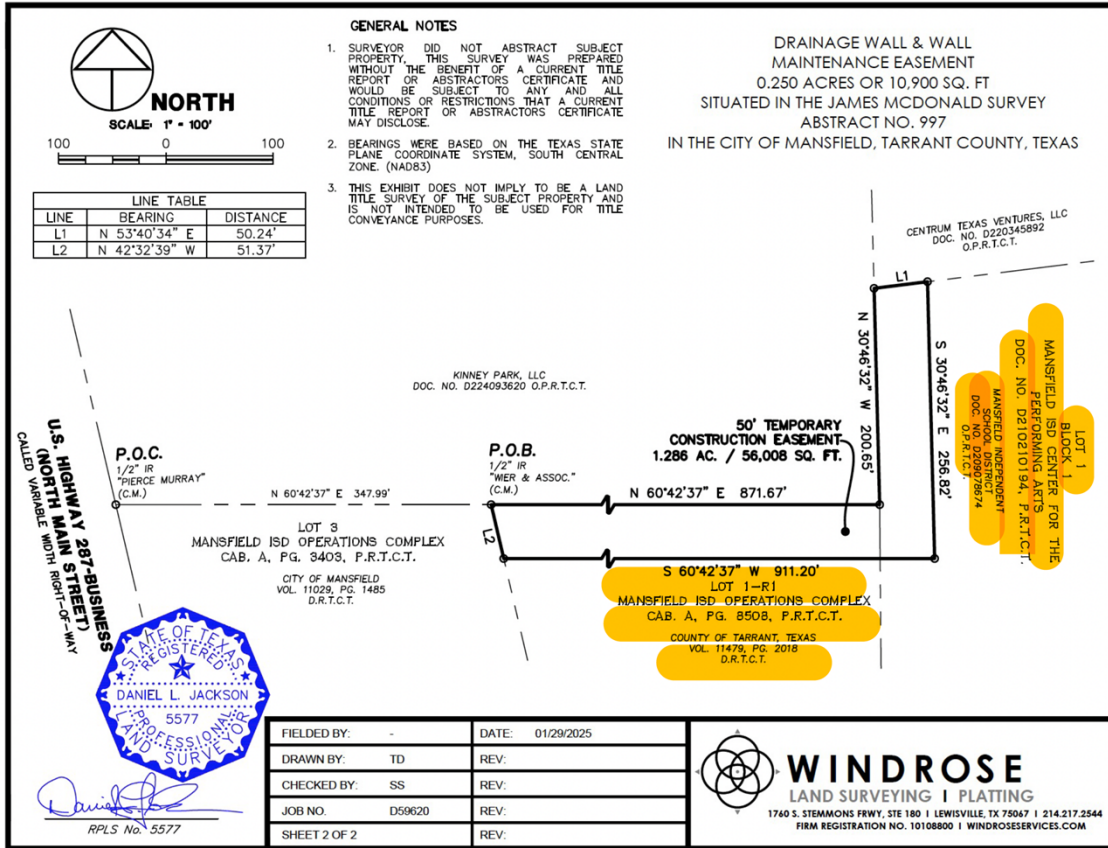 NORTH
SCALE: 1" = 100'
100 0 100
LINE TABLE
LINE BEARING DISTANCE
L1 N 53°40'34" E 50.24'
L2 N 42°32'39" W 51.37'
GENERAL NOTES
1. SURVEYOR DID NOT ABSTRACT SUBJECT
PROPERTY, THIS SURVEY WAS PREPARED
WITHOUT THE BENEFIT OF A CURRENT TITLE
REPORT OR ABSTRACTORS CERTIFICATE AND
WOULD BE SUBJECT TO ANY AND ALL
CONDITIONS OR RESTRICTIONS THAT A CURRENT
TITLE REPORT OR ABSTRACTORS CERTIFICATE
MAY DISCLOSE.
2. BEARINGS WERE BASED ON THE TEXAS STATE
PLANE COORDINATE SYSTEM, SOUTH CENTRAL
ZONE. (NAD83)
3. THIS EXHIBIT DOES NOT IMPLY TO BE A LAND
TITLE SURVEY OF THE SUBJECT PROPERTY AND
IS NOT INTENDED TO BE USED FOR TITLE
CONVEYANCE PURPOSES.
DRAINAGE WALL & WALL
MAINTENANCE EASEMENT
0.250 ACRES OR 10,900 SQ. FT
SITUATED IN THE JAMES MCDONALD SURVEY
ABSTRACT NO. 997
IN THE CITY OF MANSFIELD, TARRANT COUNTY, TEXAS
CENTRUM TEXAS VENTURES, LLC
DOC. NO. D220345892
O.P.R.T.C.T.
L1
N 30°46'32" W 200.65'
S 30°46'32" E 256.82'
LOT 1
BLOCK 1
MANSFIELD ISD CENTER FOR THE
PERFORMING ARTS
DOC. NO. D210210194, P.R.T.C.T.
MANSFIELD INDEPENDENT
SCHOOL DISTRICT
DOC. NO. D209078674
O.P.R.T.C.T.
KINNEY PARK, LLC
DOC. NO. D224093620 O.P.R.T.C.T.
50' TEMPORARY
CONSTRUCTION EASEMENT
1.286 AC. / 56,008 SQ. FT.
P.O.C.
1/2" IR
"PIERCE MURRAY"
(C.M.)
P.O.B.
1/2" IR
"WIER & ASSOC."
(C.M.)
N 60°42'37" E 347.99'
N 60°42'37" E 871.67'
L2
LOT 3
MANSFIELD ISD OPERATIONS COMPLEX
CAB. A, PG. 3403, P.R.T.C.T.
CITY OF MANSFIELD
VOL. 11029, PG. 1485
D.R.T.C.T.
S 60°42'37" W 911.20'
LOT 1-R1
MANSFIELD ISD OPERATIONS COMPLEX
CAB. A, PG. 8508, P.R.T.C.T.
COUNTY OF TARRANT, TEXAS
VOL. 11479, PG. 2018
D.R.T.C.T.
U.S. HIGHWAY 287-BUSINESS
(NORTH MAIN STREET)
CALLED VARIABLE WIDTH RIGHT-OF-WAY
STATE OF TEXAS
REGISTERED
DANIEL L. JACKSON
5577
PROFESSIONAL
LAND SURVEYOR
RPLS No. 5577
FIELDED BY: - DATE: 01/29/2025
DRAWN BY: TD REV:
CHECKED BY: SS REV:
JOB NO. D59620 REV:
SHEET 2 OF 2 REV:
WINDROSE
LAND SURVEYING I PLATTING
1760 S. STEMMONS FRWY, STE 180 I LEWISVILLE, TX 75067 I 214.217.2544
FIRM REGISTRATION NO. 10108800 I WINDROSESERVICES.COM